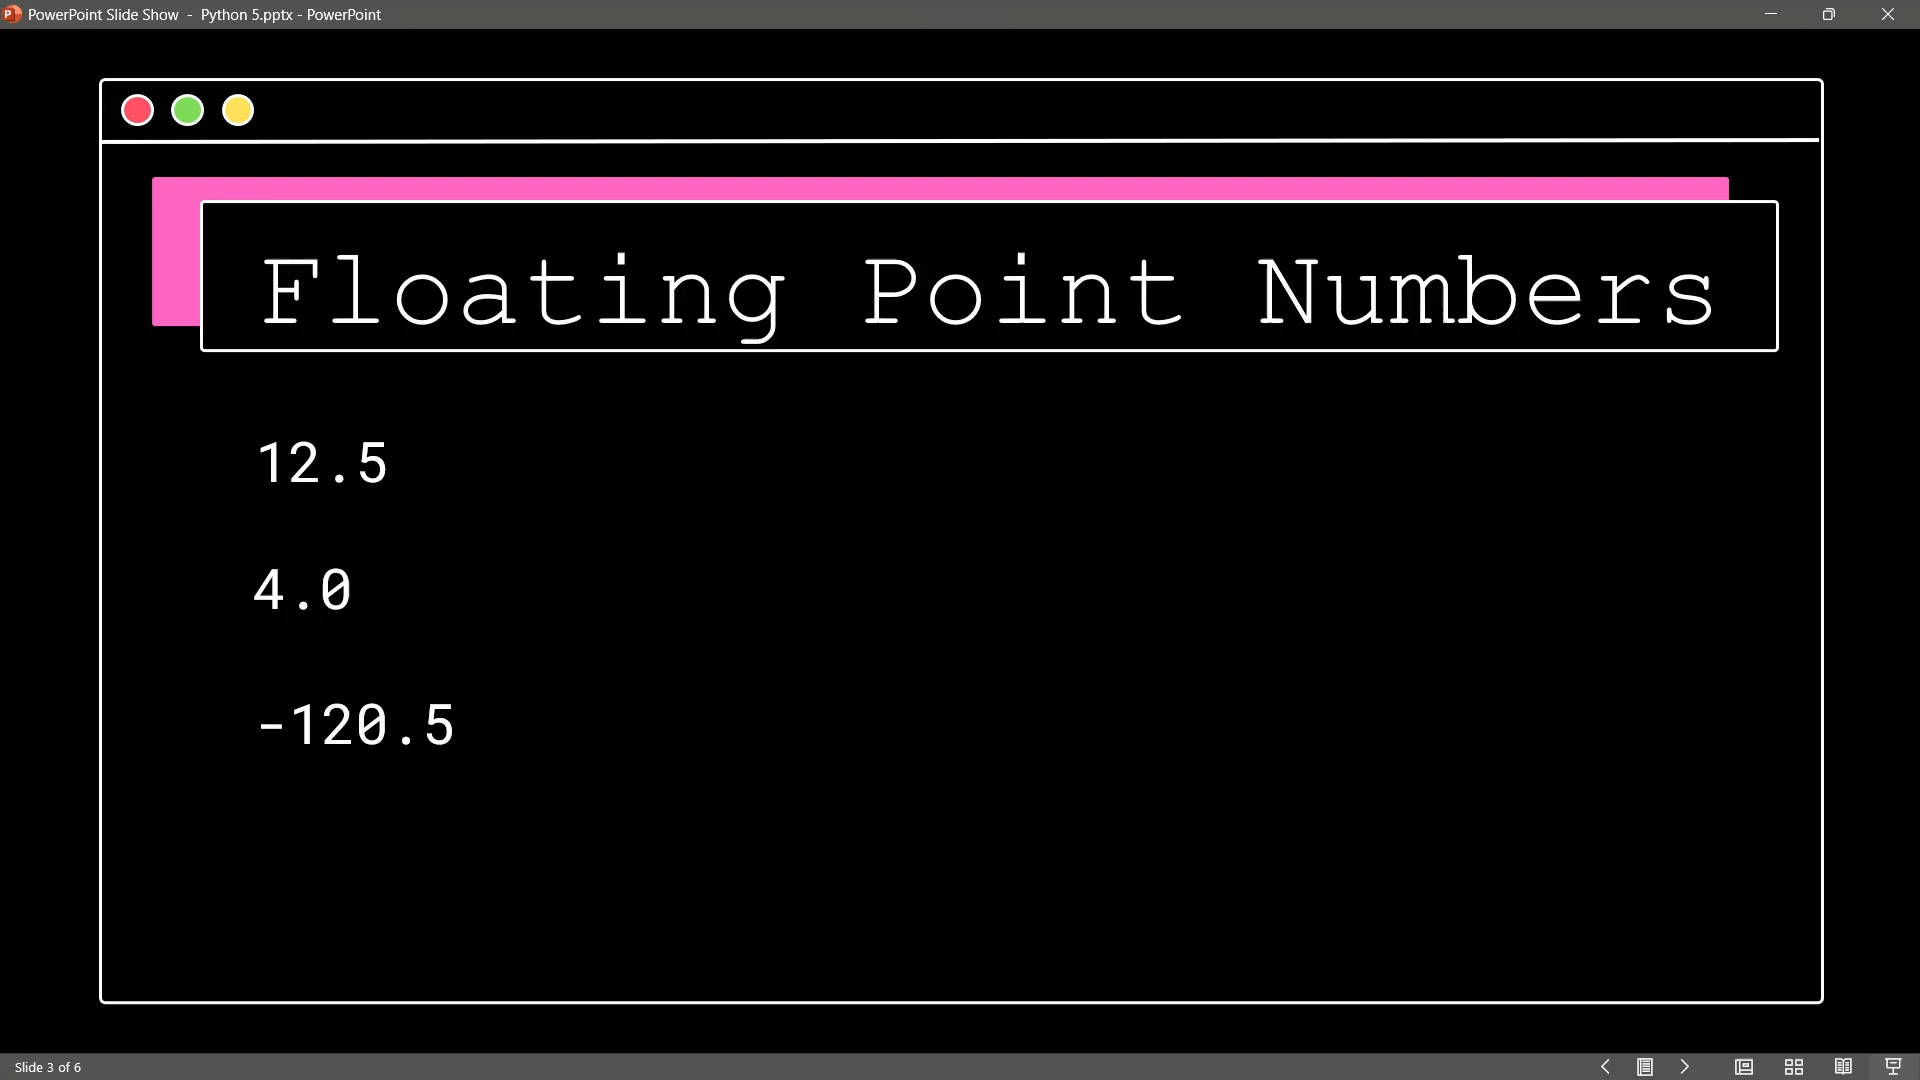 PowerPoint Slide Show - Python 5.pptx - PowerPoint
Floating Point Numbers
12.5
4.0
-120.5
Slide 3 of 6